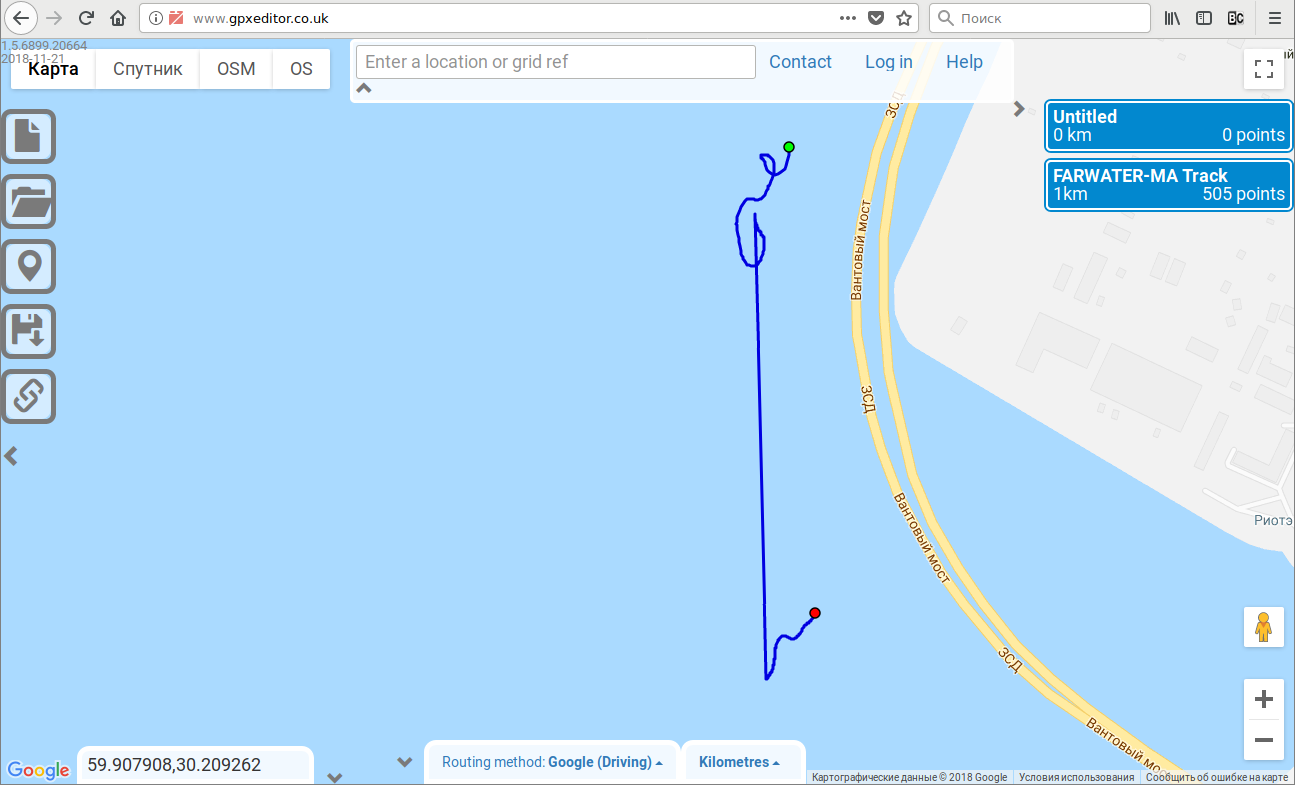 www.gpxeditor.co.uk
Поиск
1.5.6899.20664
2018-11-21
Карта
Спутник
OSM
OS
Enter a location or grid ref
Contact
Log in
Help
Untitled
0 km
0 points
FARWATER-MA Track
1km
505 points
ЗСД
Вантовый мост
ЗСД
Вантовый мост
ЗСД
Вантовый мост
Риотэ
Google
59.907908,30.209262
Routing method: Google (Driving)
Kilometres
Картографические данные © 2018 Google
Условия использования
Сообщить об ошибке на карте